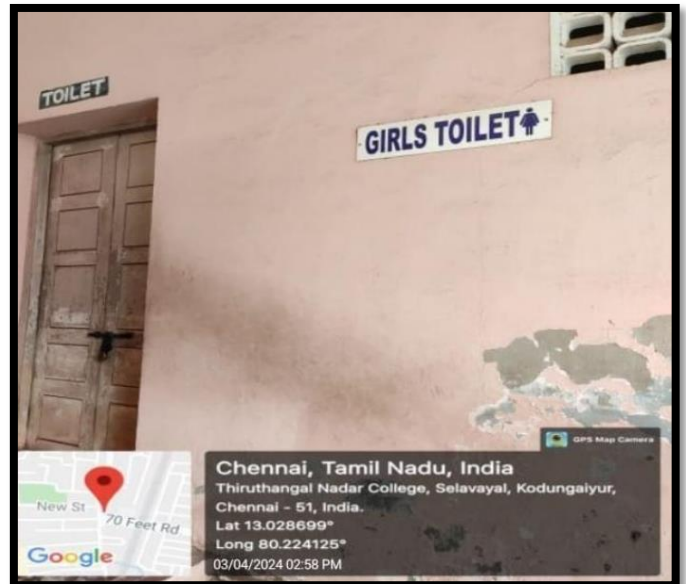 TOILET
GIRLS TOILET
GPS Map Camera
Chennai, Tamil Nadu, India
Thiruthangal Nadar College, Selavayal, Kodungaiyur,
Chennai - 51, India.
Lat 13.028699°
Long 80.224125°
03/04/2024 02:58 PM
New St
70 Feet Rd
Google